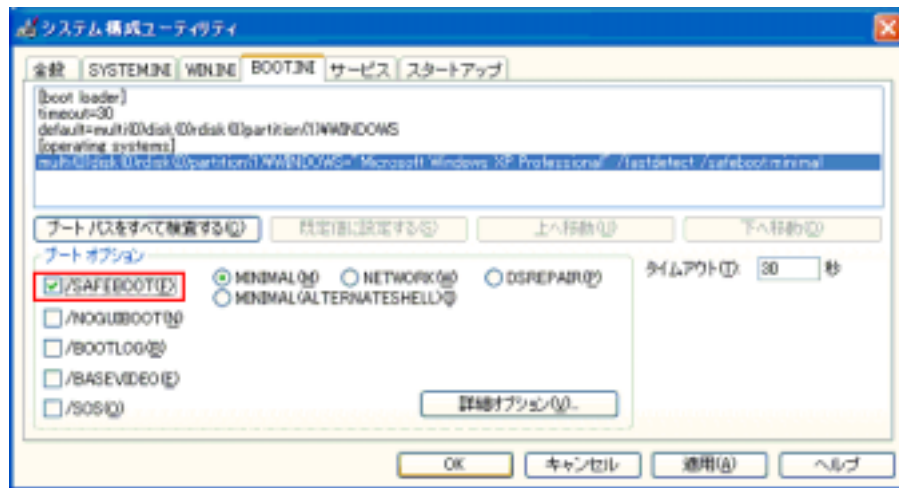 システム構成ユーティリティ
全般 SYSTEM.INI WIN.INI BOOT.INI サービス スタートアップ
[boot loader]
timeout=30
default=multi(0)disk(0)rdisk(0)partition(1)¥WINDOWS
[operating systems]
multi(0)disk(0)rdisk(0)partition(1)¥WINDOWS="Microsoft Windows XP Professional" /fastdetect /safeboot:minimal
ブート パスをすべて検査する(C) 既定値に設定する(S) 上へ移動(U) 下へ移動(D)
ブート オプション
/SAFEBOOT(F) MINIMAL(M) NETWORK(W) DSREPAIR(P) タイムアウト(T): 30 秒
MINIMAL(ALTERNATESHELL)(I)
/NOGUIBOOT(N)
/BOOTLOG(B)
/BASEVIDEO(E)
/SOS(O)
詳細オプション(V)...
OK キャンセル 適用(A) ヘルプ